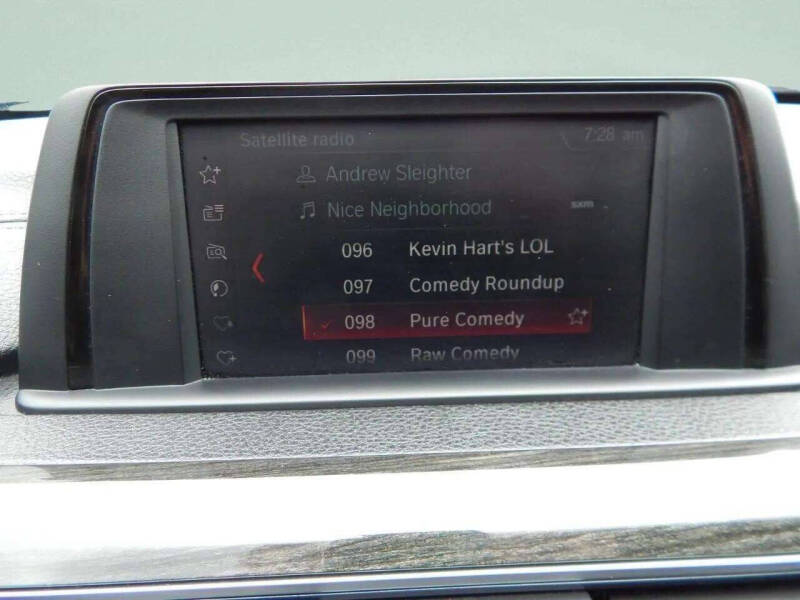 Satellite radio 7:28 am
Andrew Sleighter
Nice Neighborhood sxm
096 Kevin Hart's LOL
097 Comedy Roundup
098 Pure Comedy
099 Raw Comedy